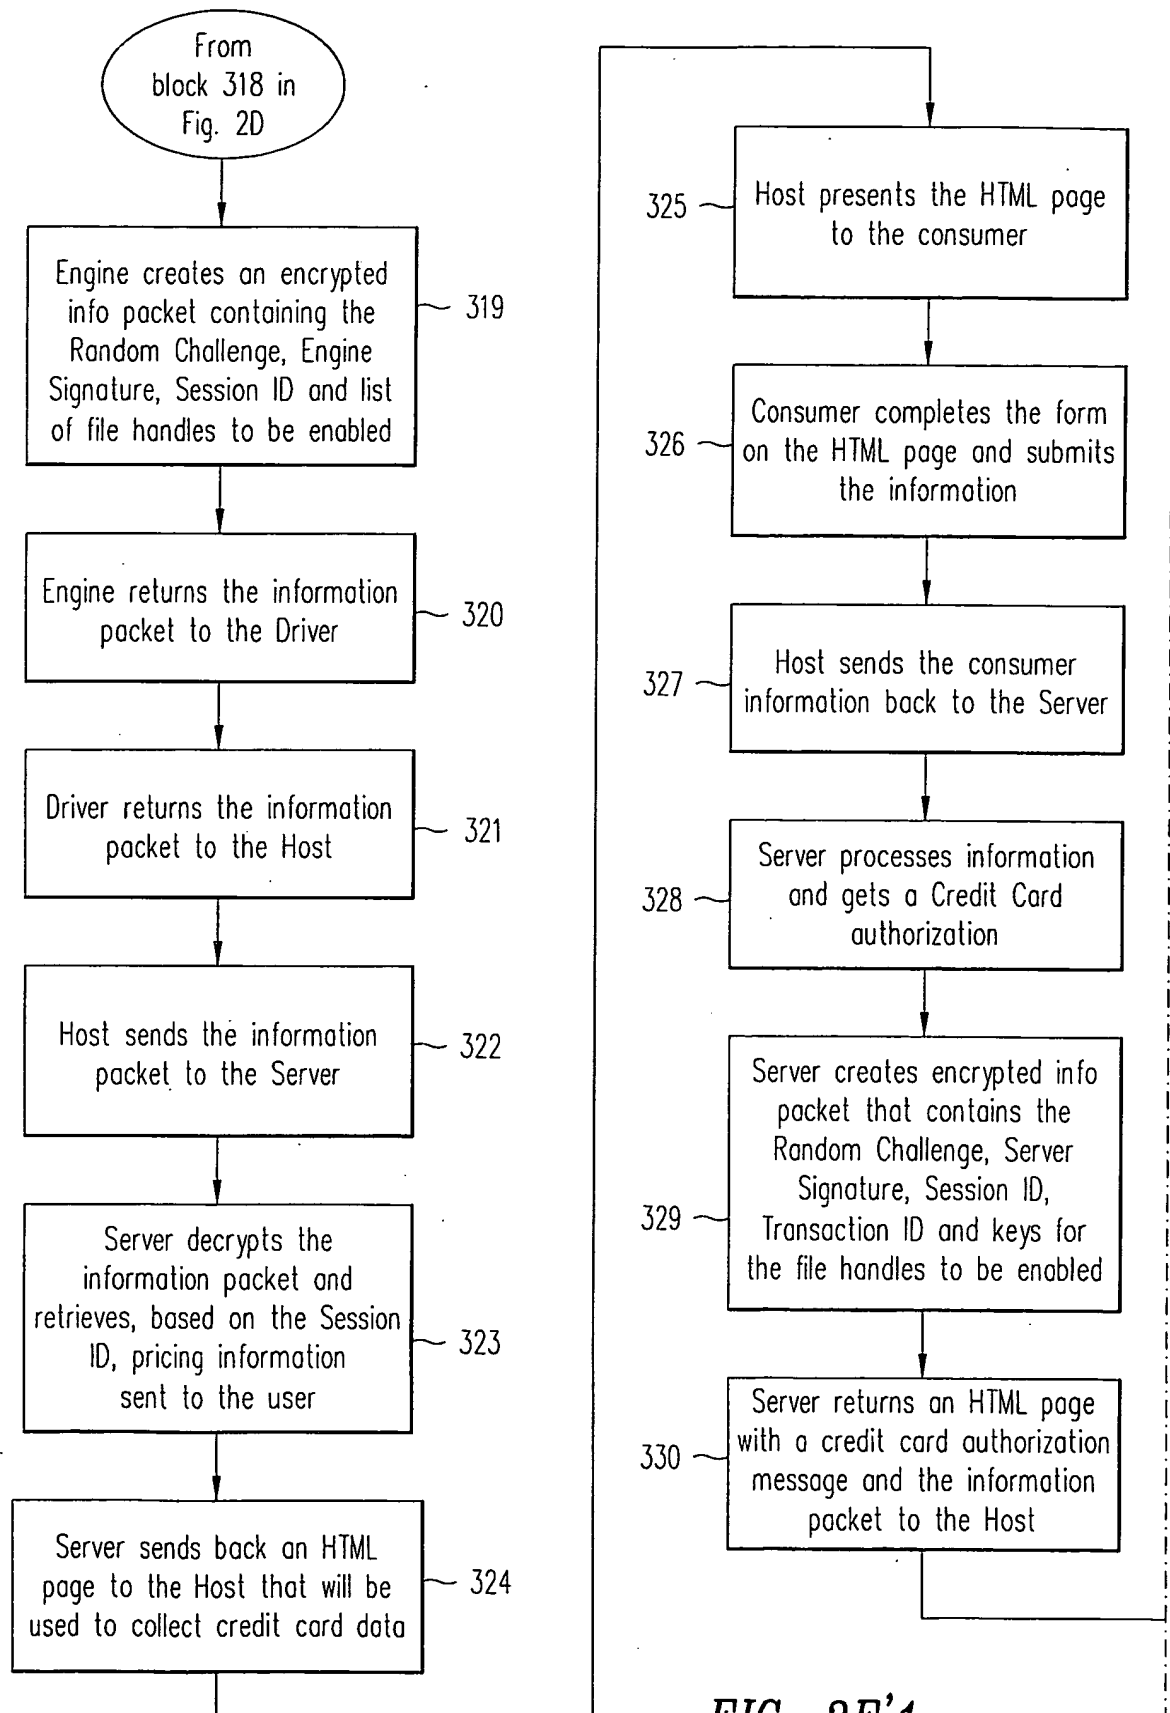 From
block 318 in
Fig. 2D
Engine creates an encrypted
info packet containing the
Random Challenge, Engine
Signature, Session ID and list
of file handles to be enabled
319
Engine returns the information
packet to the Driver
320
Driver returns the information
packet to the Host
321
Host sends the information
packet to the Server
322
Server decrypts the
information packet and
retrieves, based on the Session
ID, pricing information
sent to the user
323
Server sends back an HTML
page to the Host that will be
used to collect credit card data
324
325
Host presents the HTML page
to the consumer
326
Consumer completes the form
on the HTML page and submits
the information
327
Host sends the consumer
information back to the Server
328
Server processes information
and gets a Credit Card
authorization
329
Server creates encrypted info
packet that contains the
Random Challenge, Server
Signature, Session ID,
Transaction ID and keys for
the file handles to be enabled
330
Server returns an HTML page
with a credit card authorization
message and the information
packet to the Host
FIG.